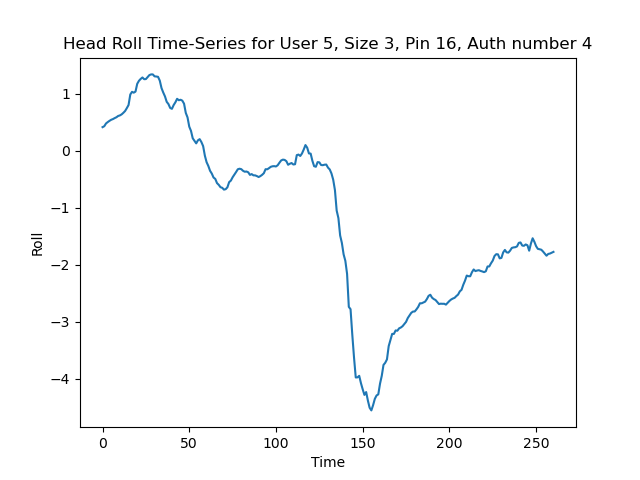 Head Roll Time-Series for User 5, Size 3, Pin 16, Auth number 4
1
0
−1
−2
−3
−4
Roll
0 50 100 150 200 250
Time